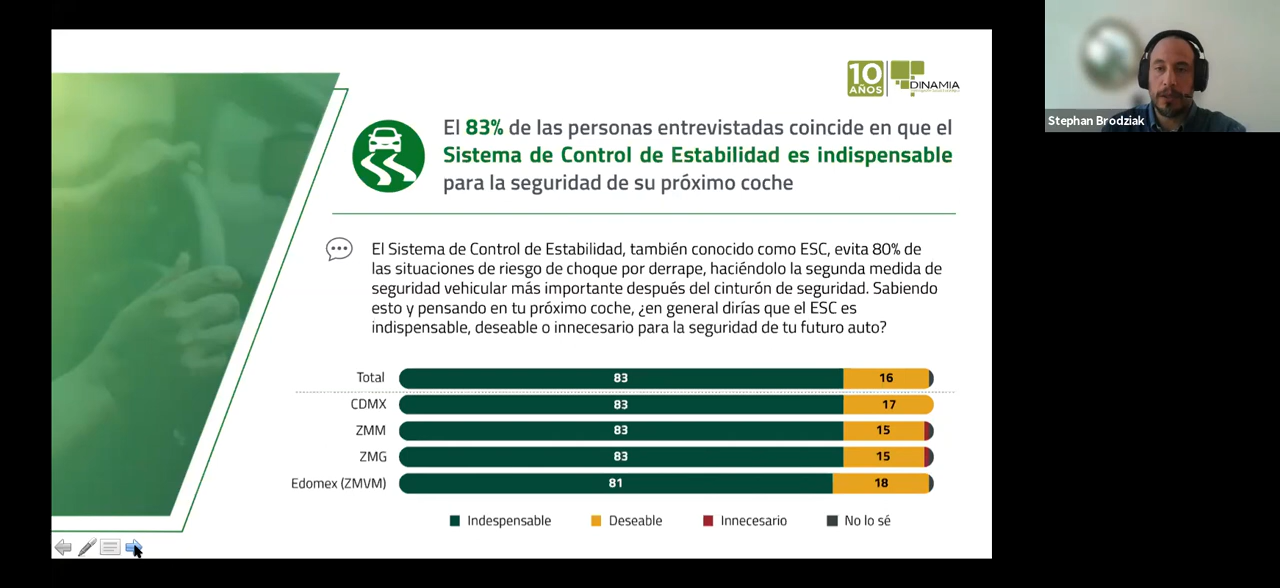 10
AÑOS
DINAMIA
El 83% de las personas entrevistadas coincide en que el
Sistema de Control de Estabilidad es indispensable
para la seguridad de su próximo coche
El Sistema de Control de Estabilidad, también conocido como ESC, evita 80% de
las situaciones de riesgo de choque por derrape, haciéndolo la segunda medida de
seguridad vehicular más importante después del cinturón de seguridad. Sabiendo
esto y pensando en tu próximo coche, ¿en general dirías que el ESC es
indispensable, deseable o innecesario para la seguridad de tu futuro auto?
Total 83 16
CDMX 83 17
ZMM 83 15
ZMG 83 15
Edomex (ZMVM) 81 18
Indespensable Deseable Innecesario No lo sé
Stephan Brodziak